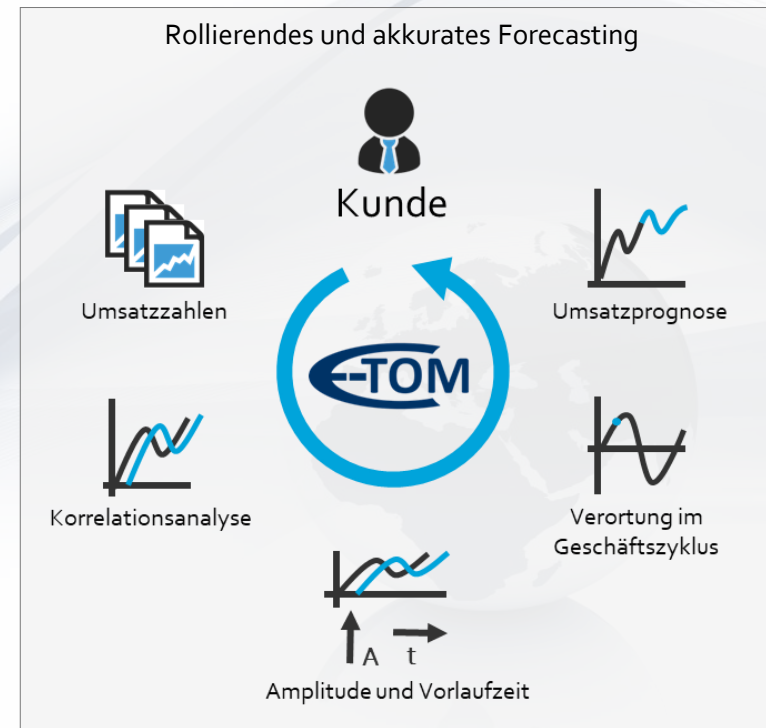 Rollierendes und akkurates Forecasting
Kunde
Umsatzzahlen
Umsatzprognose
E-TOM
Korrelationsanalyse
Verortung im
Geschäftszyklus
A t
Amplitude und Vorlaufzeit